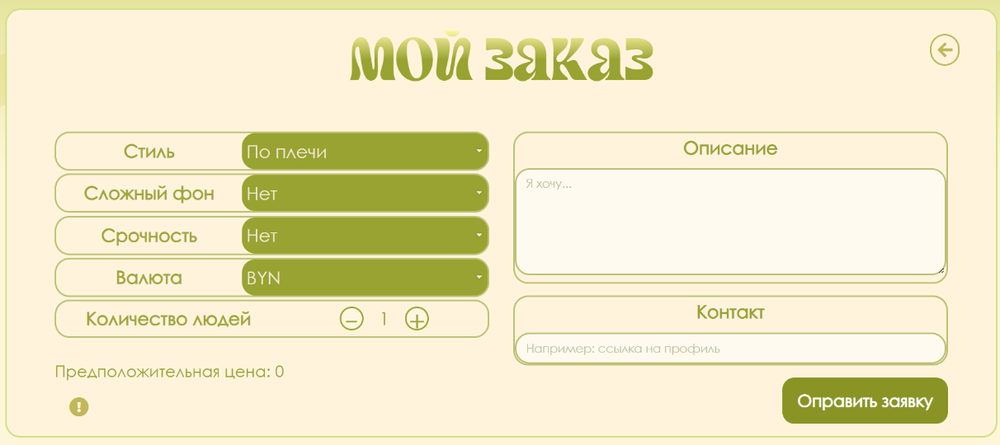 мой заказ
Стиль По плечи
Сложный фон Нет
Срочность Нет
Валюта BYN
Количество людей − 1 +
Предположительная цена: 0
!
Описание
Я хочу...
Контакт
Например: ссылка на профиль
Оправить заявку